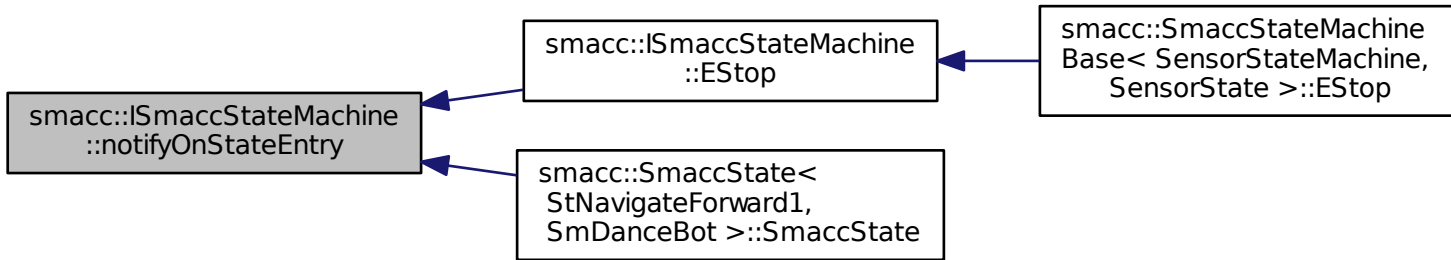 smacc::ISmaccStateMachine
::notifyOnStateEntry
smacc::ISmaccStateMachine
::EStop
smacc::SmaccStateMachine
Base< SensorStateMachine,
SensorState >::EStop
smacc::SmaccState<
StNavigateForward1,
SmDanceBot >::SmaccState